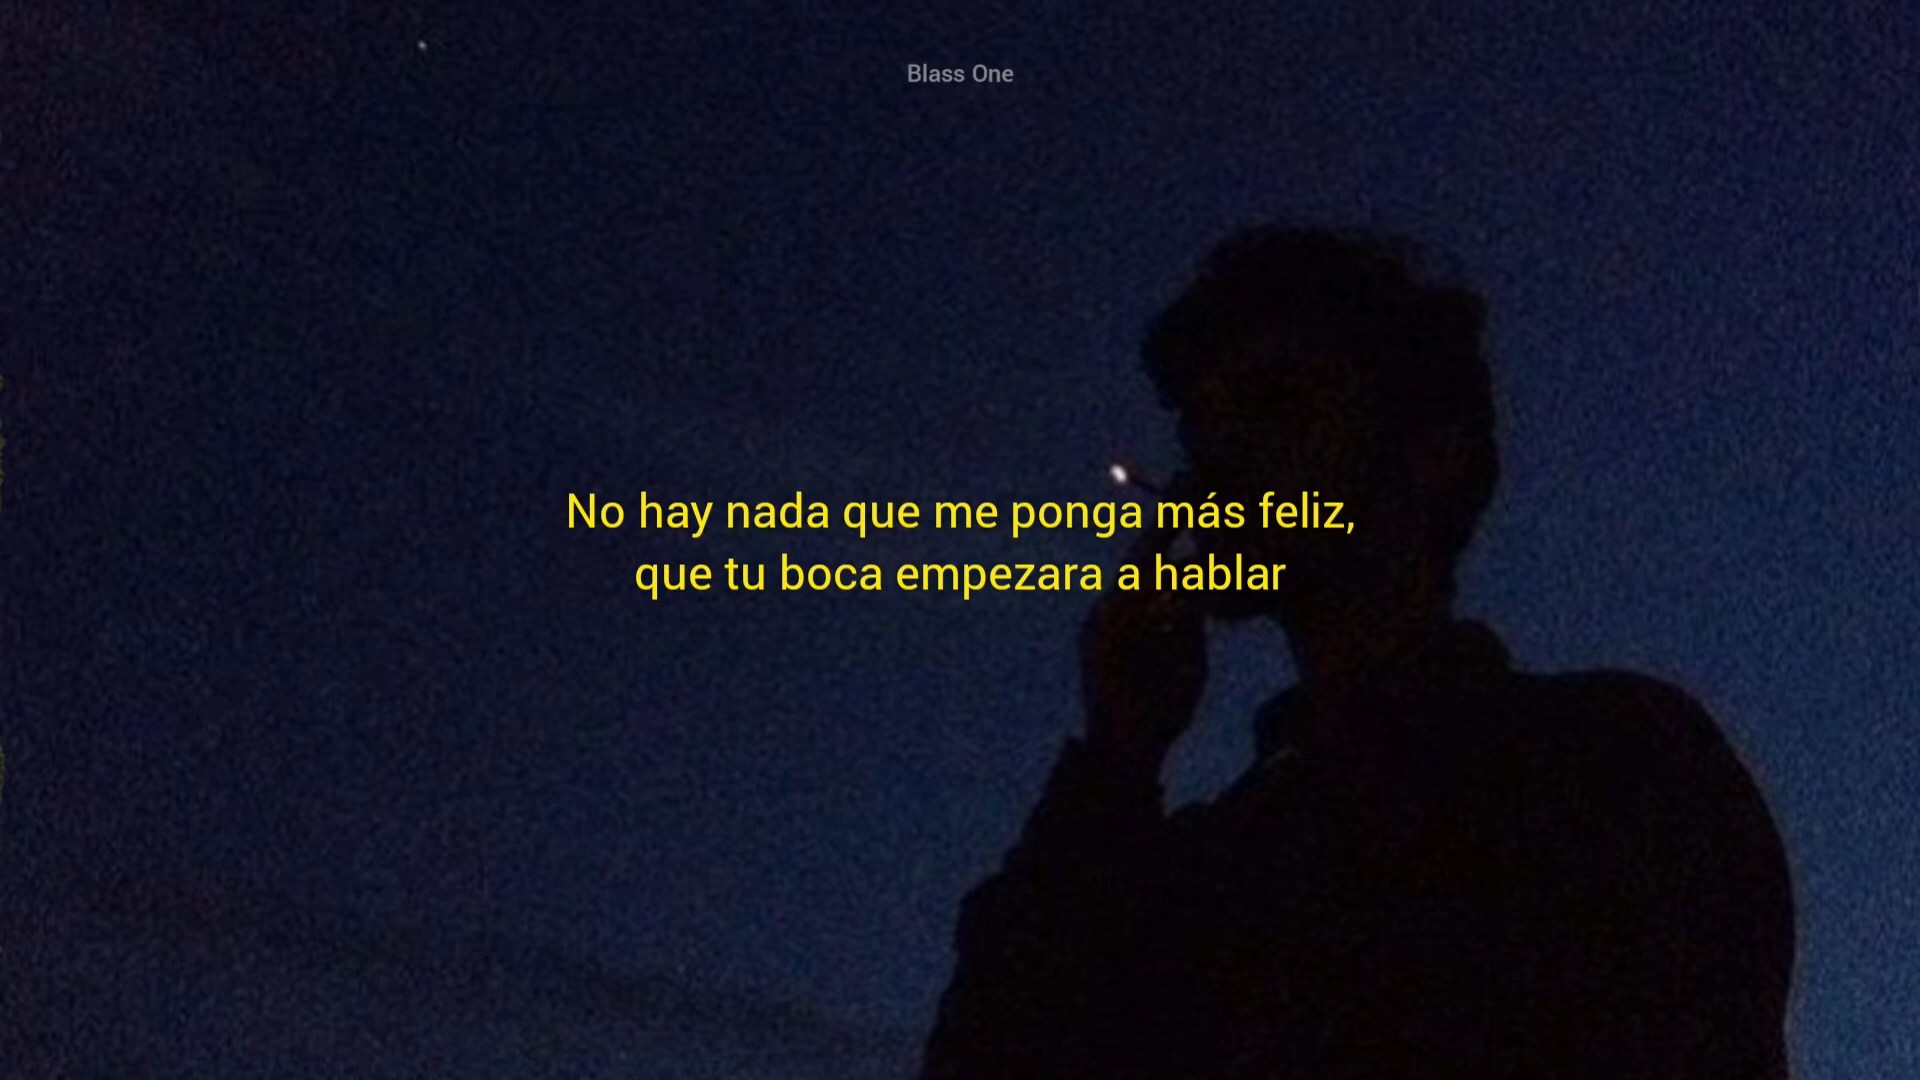 Blass One
No hay nada que me ponga más feliz,
que tu boca empezara a hablar